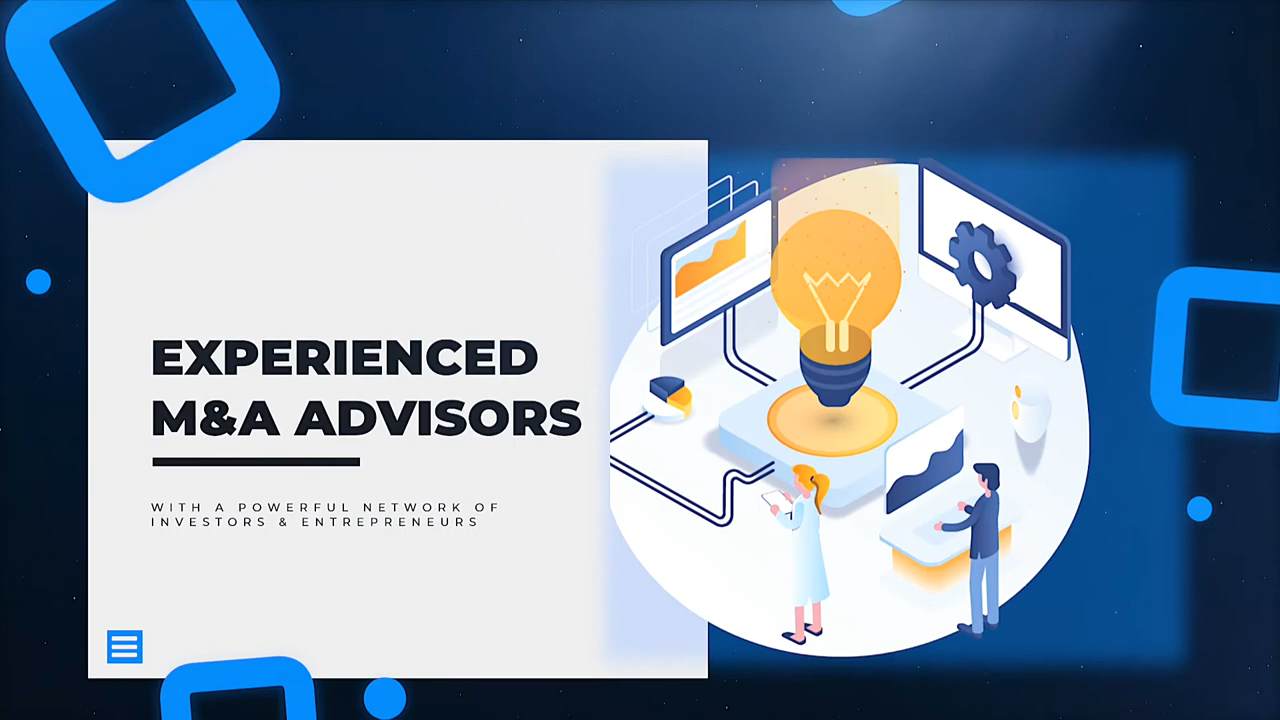 EXPERIENCED
M&A ADVISORS
WITH A POWERFUL NETWORK OF
INVESTORS & ENTREPRENEURS